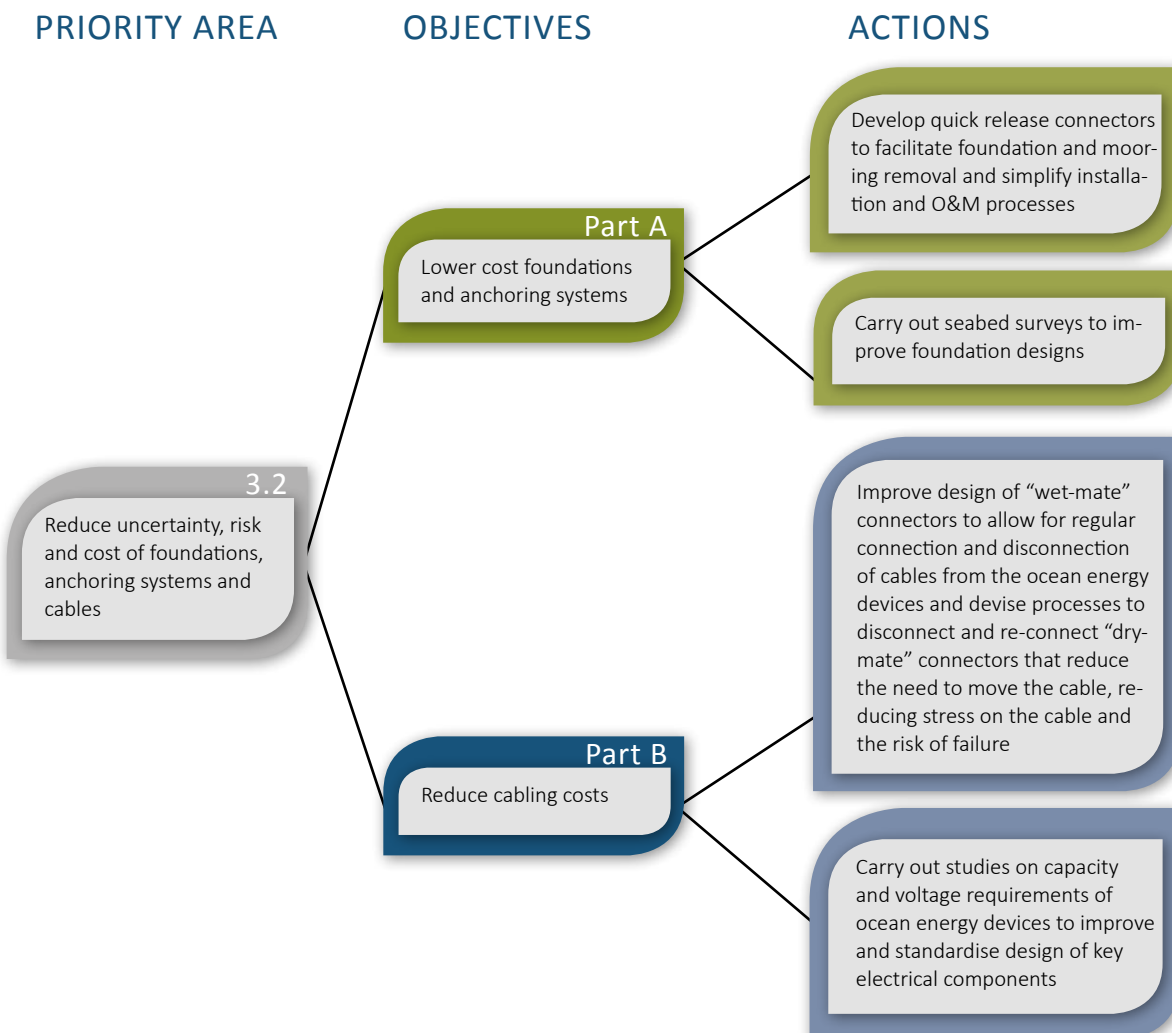 PRIORITY AREA
OBJECTIVES
ACTIONS
3.2
Reduce uncertainty, risk
and cost of foundations,
anchoring systems and
cables
Part A
Lower cost foundations
and anchoring systems
Develop quick release connectors
to facilitate foundation and moor-
ing removal and simplify installa-
tion and O&M processes
Carry out seabed surveys to im-
prove foundation designs
Part B
Reduce cabling costs
Improve design of “wet-mate”
connectors to allow for regular
connection and disconnection
of cables from the ocean energy
devices and devise processes to
disconnect and re-connect “dry-
mate” connectors that reduce
the need to move the cable, re-
ducing stress on the cable and
the risk of failure
Carry out studies on capacity
and voltage requirements of
ocean energy devices to improve
and standardise design of key
electrical components